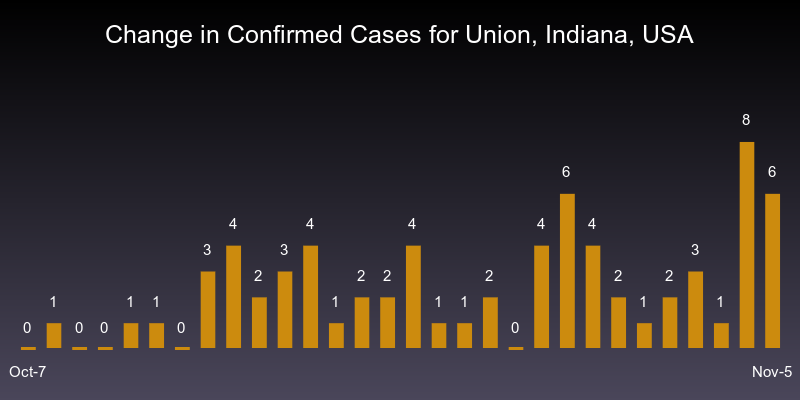 Change in Confirmed Cases for Union, Indiana, USA
0 1 0 0 1 1 0 3 4 2 3 4 1 2 2 4 1 1 2 0 4 6 4 2 1 2 3 1 8 6
Oct-7 Nov-5